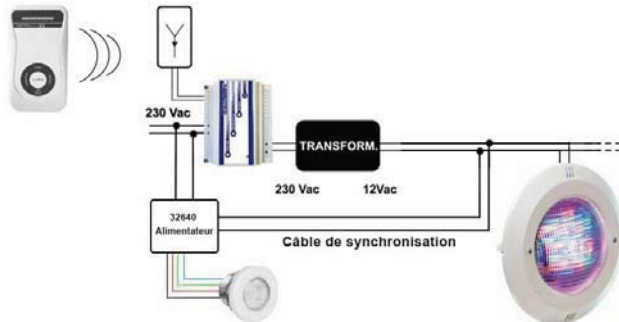 230 Vac
TRANSFORM.
230 Vac
12Vac
32640
Alimentateur
Câble de synchronisation